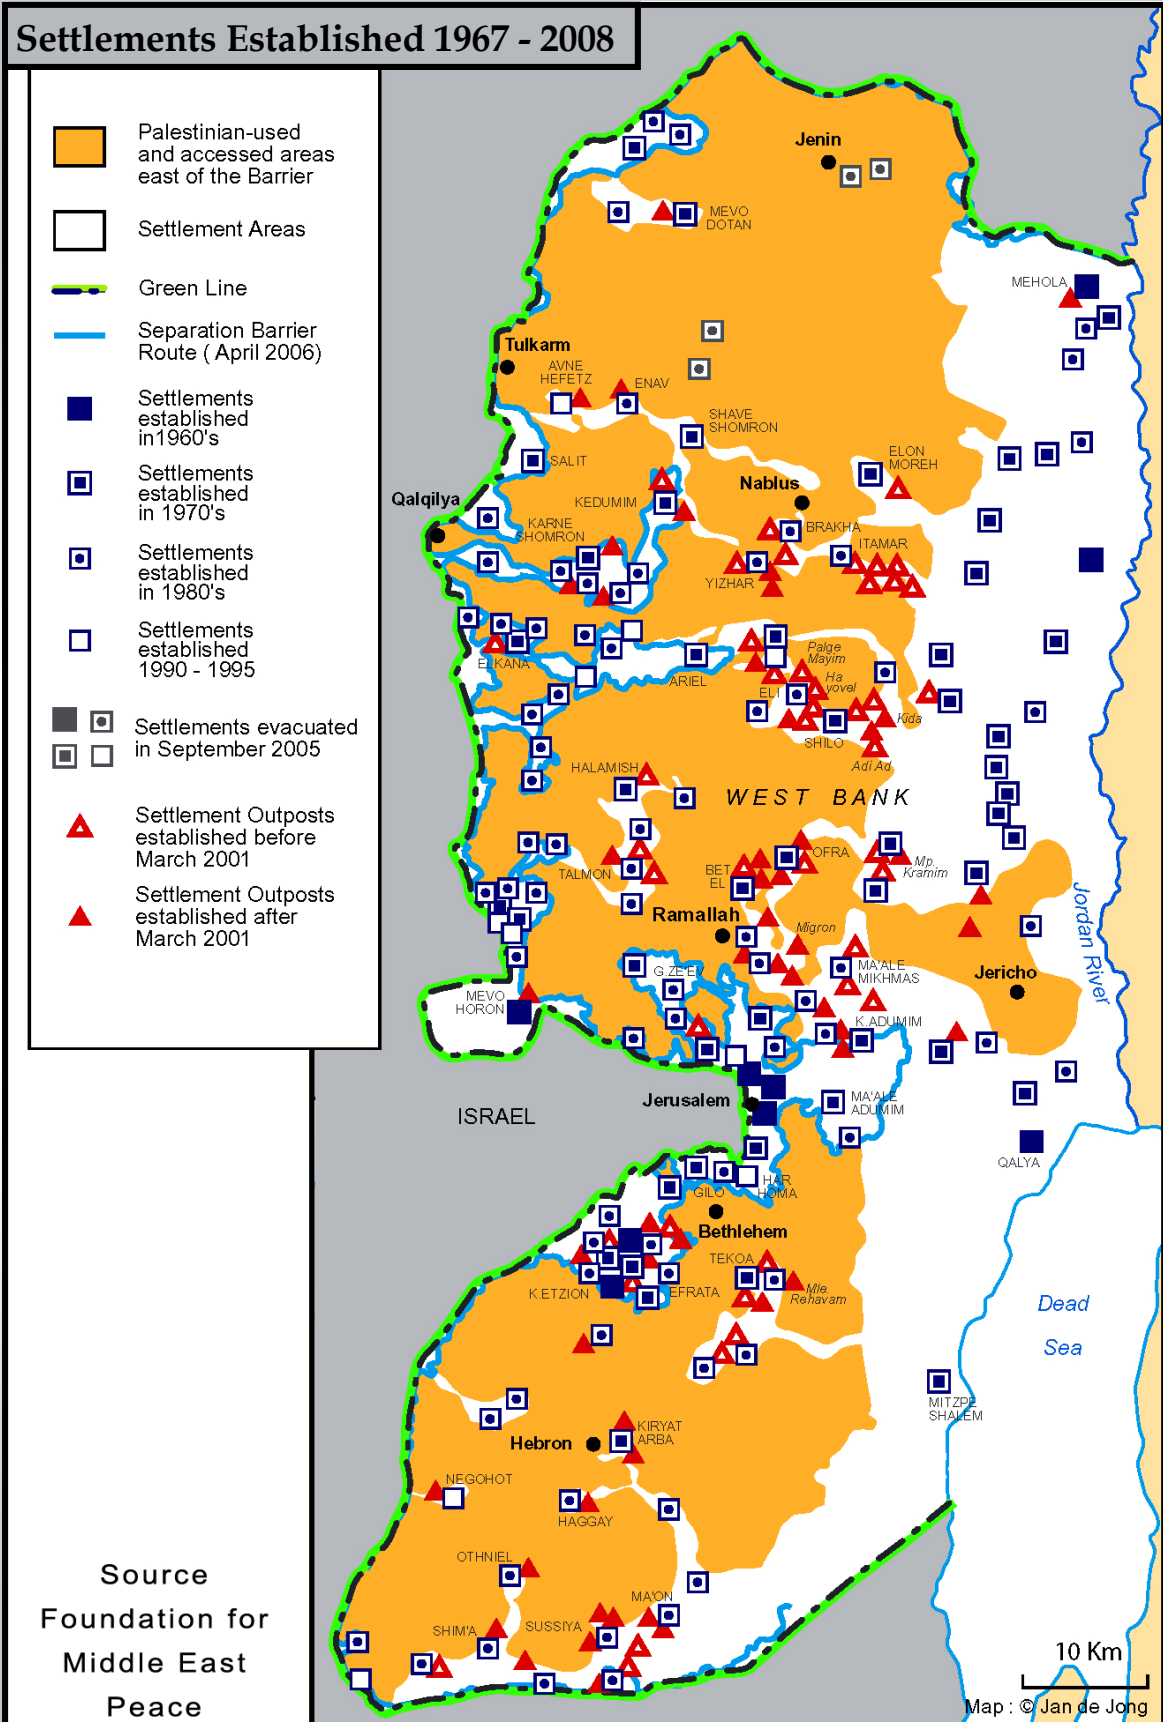 Settlements Established 1967 - 2008
Palestinian-used
and accessed areas
east of the Barrier
Settlement Areas
Green Line
Separation Barrier
Route ( April 2006)
Settlements
established
in1960's
Settlements
established
in 1970's
Settlements
established
in 1980's
Settlements
established
1990 - 1995
Settlements evacuated
in September 2005
Settlement Outposts
established before
March 2001
Settlement Outposts
established after
March 2001
Source
Foundation for
Middle East
Peace
Jenin
MEVO
DOTAN
MEHOLA
Tulkarm
AVNE
HEFETZ
ENAV
SHAVE
SHOMRON
SALIT
ELON
MOREH
Nablus
Qalqilya
KEDUMIM
KARNE
SHOMRON
BRAKHA
ITAMAR
YIZHAR
ELKANA
ARIEL
Palge
Mayim
ELI
Ha
yovel
Kida
SHILO
Adi Ad
HALAMISH
WEST BANK
TALMON
BET
EL
OFRA
Mp.
Kramim
Ramallah
Migron
Jordan River
G.ZE'EV
MA'ALE
MIKHMAS
Jericho
MEVO
HORON
K.ADUMIM
Jerusalem
MA'ALE
ADUMIM
ISRAEL
QALYA
HAR
HOMA
GILO
Bethlehem
TEKOA
Mle.
Rehavam
K.ETZION
EFRATA
Dead
Sea
MITZPE
SHALEM
KIRYAT
ARBA
Hebron
NEGOHOT
HAGGAY
OTHNIEL
MA'ON
SHIM'A
SUSSIYA
10 Km
Map : © Jan de Jong